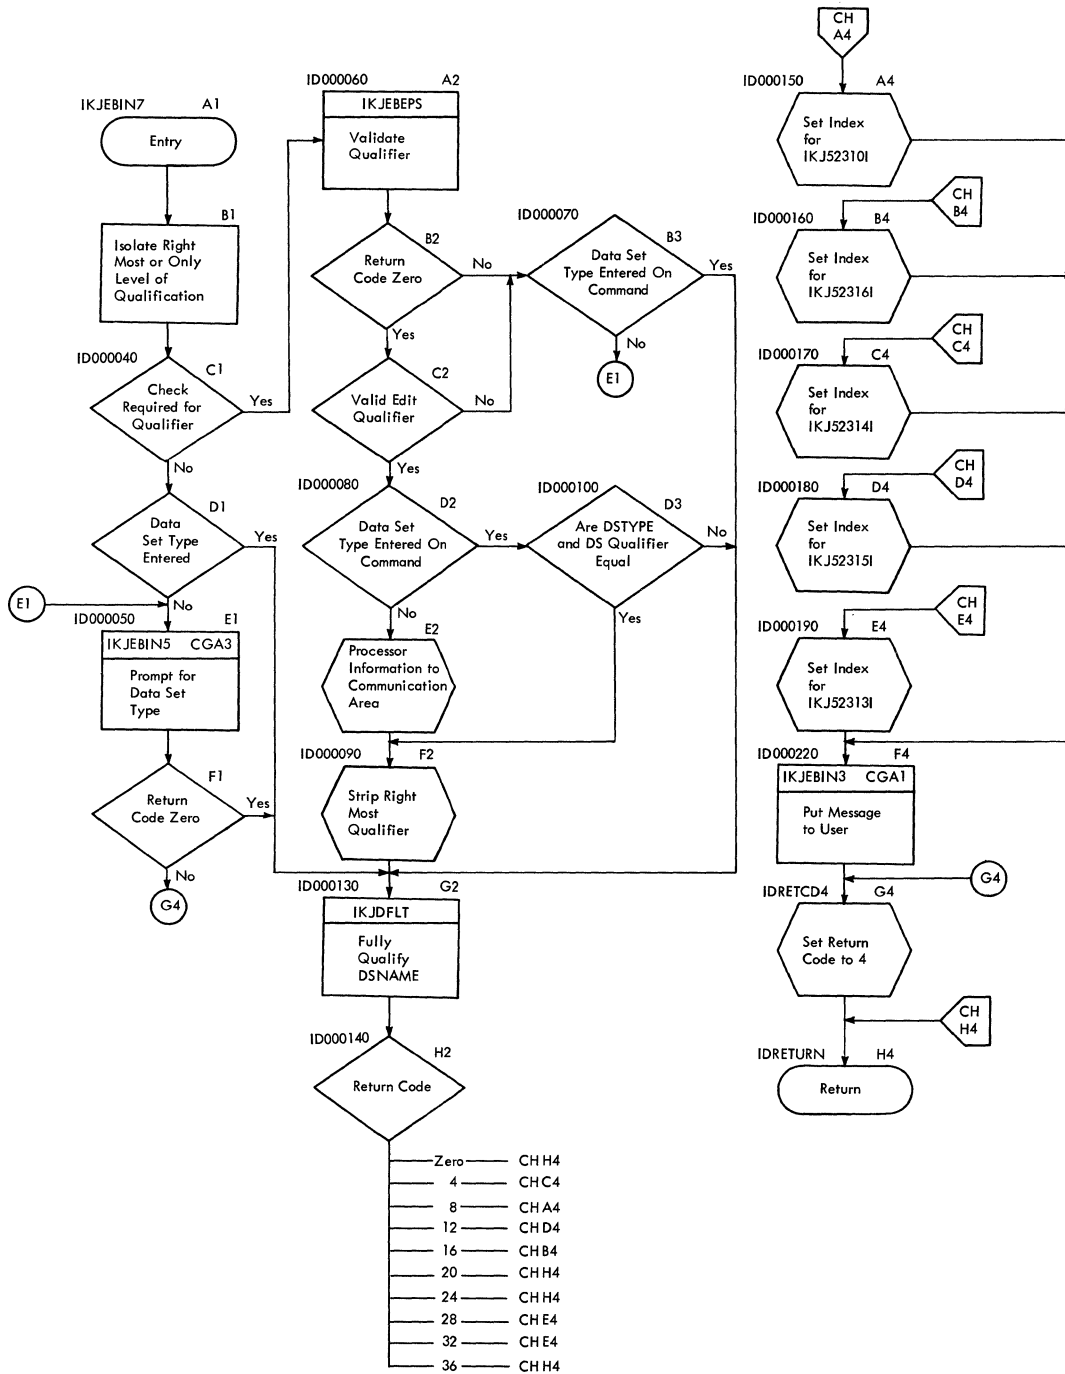 IKJEBIN7 A1
Entry
B1
Isolate Right
Most or Only
Level of
Qualification
ID000040
C1
Check
Required for
Qualifier
Yes
No
D1
Data
Set Type
Entered
Yes
E1
No
ID000050 E1
IKJEBIN5 CGA3
Prompt for
Data Set
Type
F1
Return
Code Zero
Yes
No
G4
ID000060 A2
IKJEBEPS
Validate
Qualifier
B2
Return
Code Zero
No
Yes
C2
Valid Edit
Qualifier
No
Yes
ID000080
D2
Data Set
Type Entered On
Command
Yes
No
E2
Processor
Information to
Communication
Area
ID000090 F2
Strip Right
Most
Qualifier
ID000130 G2
IKJDFLT
Fully
Qualify
DSNAME
ID000140
H2
Return Code
Zero CH H4
4 CH C4
8 CH A4
12 CH D4
16 CH B4
20 CH H4
24 CH H4
28 CH E4
32 CH E4
36 CH H4
ID000070
B3
Data Set
Type Entered On
Command
Yes
No
E1
ID000100
D3
Are DSTYPE
and DS Qualifier
Equal
No
Yes
CH
A4
ID000150 A4
Set Index
for
IKJ52310I
CH
B4
ID000160 B4
Set Index
for
IKJ52316I
CH
C4
ID000170 C4
Set Index
for
IKJ52314I
CH
D4
ID000180 D4
Set Index
for
IKJ52315I
CH
E4
ID000190 E4
Set Index
for
IKJ52313I
ID000220 F4
IKJEBIN3 CGA1
Put Message
to User
G4
IDRETCD4 G4
Set Return
Code to 4
CH
H4
IDRETURN H4
Return